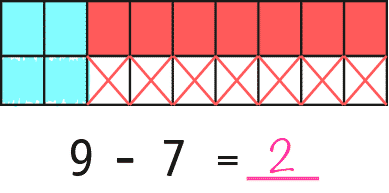 9 - 7 = 2